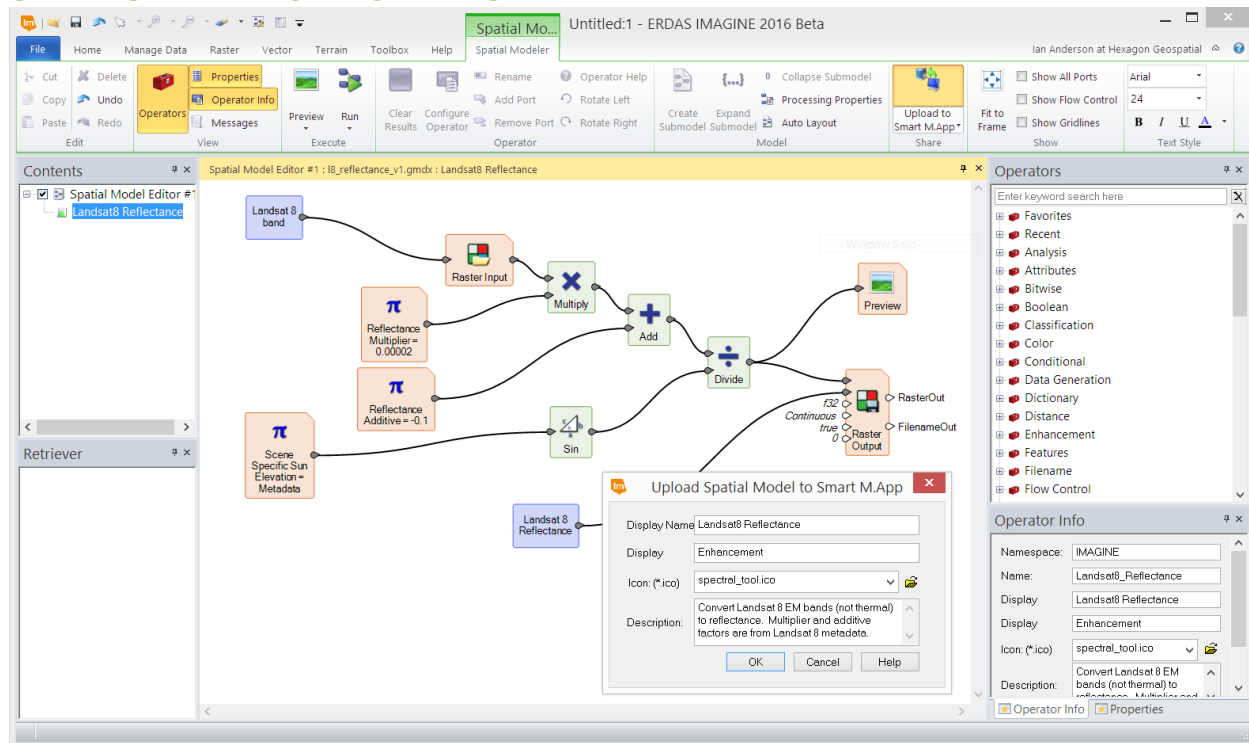 Spatial Mo...
Untitled:1 - ERDAS IMAGINE 2016 Beta
File
Home
Manage Data
Raster
Vector
Terrain
Toolbox
Help
Spatial Modeler
Ian Anderson at Hexagon Geospatial
Cut
Copy
Paste
Delete
Undo
Redo
Edit
Operators
Properties
Operator Info
Messages
View
Preview
Run
Execute
Clear
Results
Configure
Operator
Rename
Add Port
Remove Port
Operator Help
Rotate Left
Rotate Right
Operator
Create
Submodel
{...}
Expand
Submodel
Collapse Submodel
Processing Properties
Auto Layout
Model
Upload to
Smart M.App
Share
Fit to
Frame
Show All Ports
Show Flow Control
Show Gridlines
Show
Arial
24
B I U A
Text Style
Contents
Spatial Model Editor #1
Landsat8 Reflectance
Retriever
Spatial Model Editor #1 : l8_reflectance_v1.gmdx : Landsat8 Reflectance
Window Snip
Landsat 8
band
Raster Input
π
Reflectance
Multiplier =
0.00002
Multiply
Add
π
Reflectance
Additive = -0.1
Divide
Preview
π
Scene
Specific Sun
Elevation =
Metadata
Sin
f32
Continuous
true
0
Raster
Output
RasterOut
FilenameOut
Landsat 8
Reflectance
Upload Spatial Model to Smart M.App
Display Name
Landsat8 Reflectance
Display
Enhancement
Icon: (*.ico)
spectral_tool.ico
Description:
Convert Landsat 8 EM bands (not thermal)
to reflectance. Multiplier and additive
factors are from Landsat 8 metadata.
OK
Cancel
Help
Operators
Enter keyword search here
Favorites
Recent
Analysis
Attributes
Bitwise
Boolean
Classification
Color
Conditional
Data Generation
Dictionary
Distance
Enhancement
Features
Filename
Flow Control
Operator Info
Namespace:
IMAGINE
Name:
Landsat8_Reflectance
Display
Landsat8 Reflectance
Display
Enhancement
Icon: (*.ico)
spectral_tool.ico
Description:
Convert Landsat 8 EM
bands (not thermal) to
reflectance. Multiplier and
Operator Info
Properties